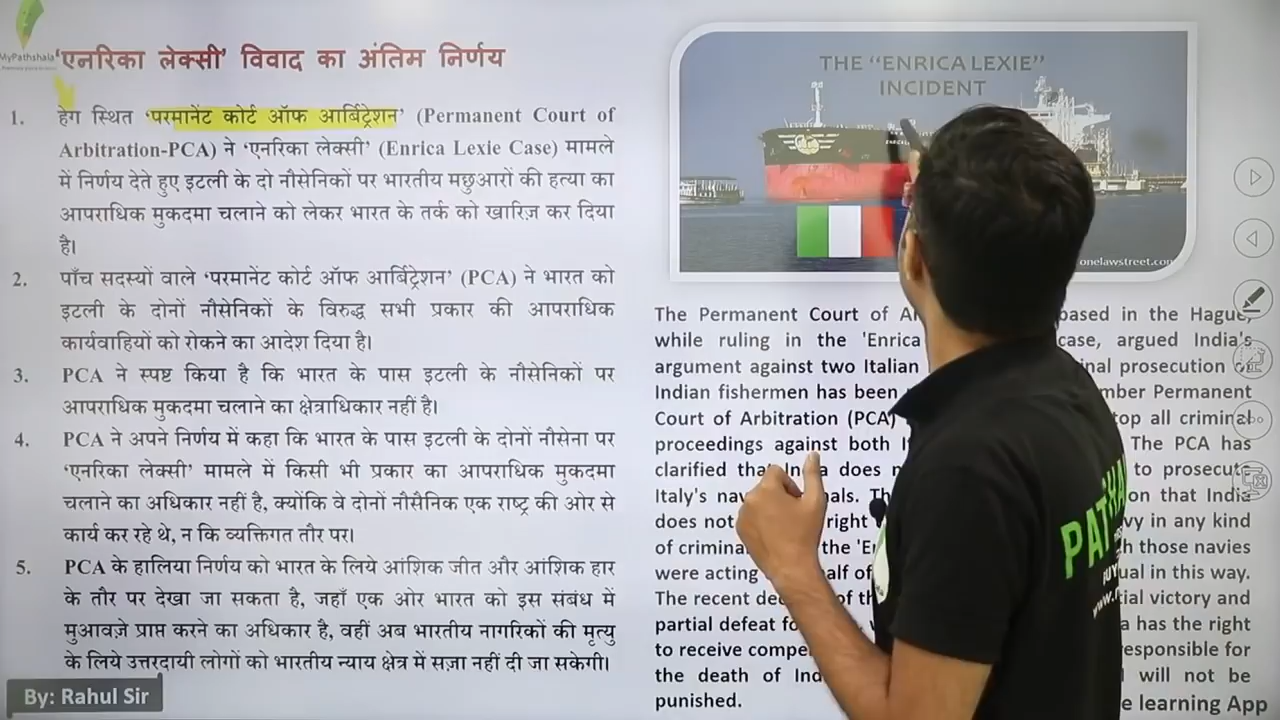 MyPathshala
'एनरिका लेक्सी' विवाद का अंतिम निर्णय
1. हेग स्थित 'परमानेंट कोर्ट ऑफ आर्बिट्रेशन' (Permanent Court of
Arbitration-PCA) ने 'एनरिका लेक्सी' (Enrica Lexie Case) मामले
में निर्णय देते हुए इटली के दो नौसेनिकों पर भारतीय मछुआरों की हत्या का
आपराधिक मुकदमा चलाने को लेकर भारत के तर्क को खारिज़ कर दिया
है।
2. पाँच सदस्यों वाले 'परमानेंट कोर्ट ऑफ आर्बिट्रेशन' (PCA) ने भारत को
इटली के दोनों नौसेनिकों के विरुद्ध सभी प्रकार की आपराधिक
कार्यवाहियों को रोकने का आदेश दिया है।
3. PCA ने स्पष्ट किया है कि भारत के पास इटली के नौसेनिकों पर
आपराधिक मुकदमा चलाने का क्षेत्राधिकार नहीं है।
4. PCA ने अपने निर्णय में कहा कि भारत के पास इटली के दोनों नौसेना पर
'एनरिका लेक्सी' मामले में किसी भी प्रकार का आपराधिक मुकदमा
चलाने का अधिकार नहीं है, क्योंकि वे दोनों नौसैनिक एक राष्ट्र की ओर से
कार्य कर रहे थे, न कि व्यक्तिगत तौर पर।
5. PCA के हालिया निर्णय को भारत के लिये आंशिक जीत और आंशिक हार
के तौर पर देखा जा सकता है, जहाँ एक ओर भारत को इस संबंध में
मुआवज़े प्राप्त करने का अधिकार है, वहीं अब भारतीय नागरिकों की मृत्यु
के लिये उत्तरदायी लोगों को भारतीय न्याय क्षेत्र में सज़ा नहीं दी जा सकेगी।
By: Rahul Sir
THE "ENRICA LEXIE"
INCIDENT
onelawstreet.com
The Permanent Court of based in the Hague,
while ruling in the 'Enrica case, argued India's
argument against two Italian prosecution
Indian fishermen has been Permanent
Court of Arbitration (PCA) all criminal
proceedings against both The PCA has
clarified that India does to prosecute
Italy's that India
does not right in any kind
of the those navies
were acting of in this way.
The recent of victory and
partial defeat has the right
to receive responsible for
the death of will not be
punished.
learning App